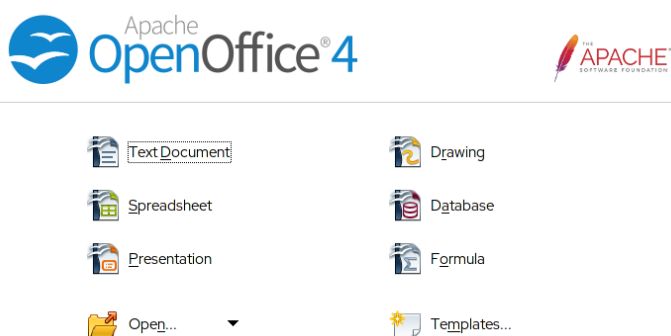 Apache
OpenOffice®4
THE
APACHE
SOFTWARE FOUNDATION
Text Document
Drawing
Spreadsheet
Database
Presentation
Formula
Open...
Templates...